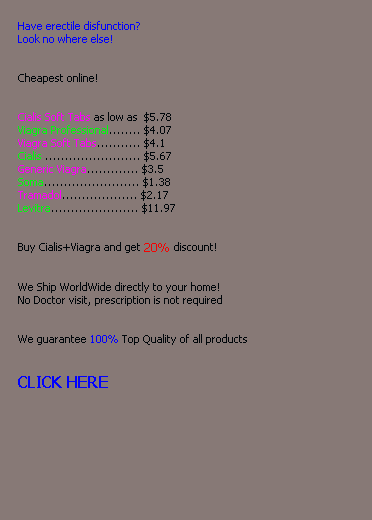 Have erectile disfunction?
Look no where else!
Cheapest online!
Cialis Soft Tabs as low as $5.78
Viagra Professional........ $4.07
Viagra Soft Tabs........... $4.1
Cialis ........................ $5.67
Generic Viagra............. $3.5
Soma........................ $1.38
Tramadol................... $2.17
Levitra...................... $11.97
Buy Cialis+Viagra and get 20% discount!
We Ship WorldWide directly to your home!
No Doctor visit, prescription is not required
We guarantee 100% Top Quality of all products
CLICK HERE